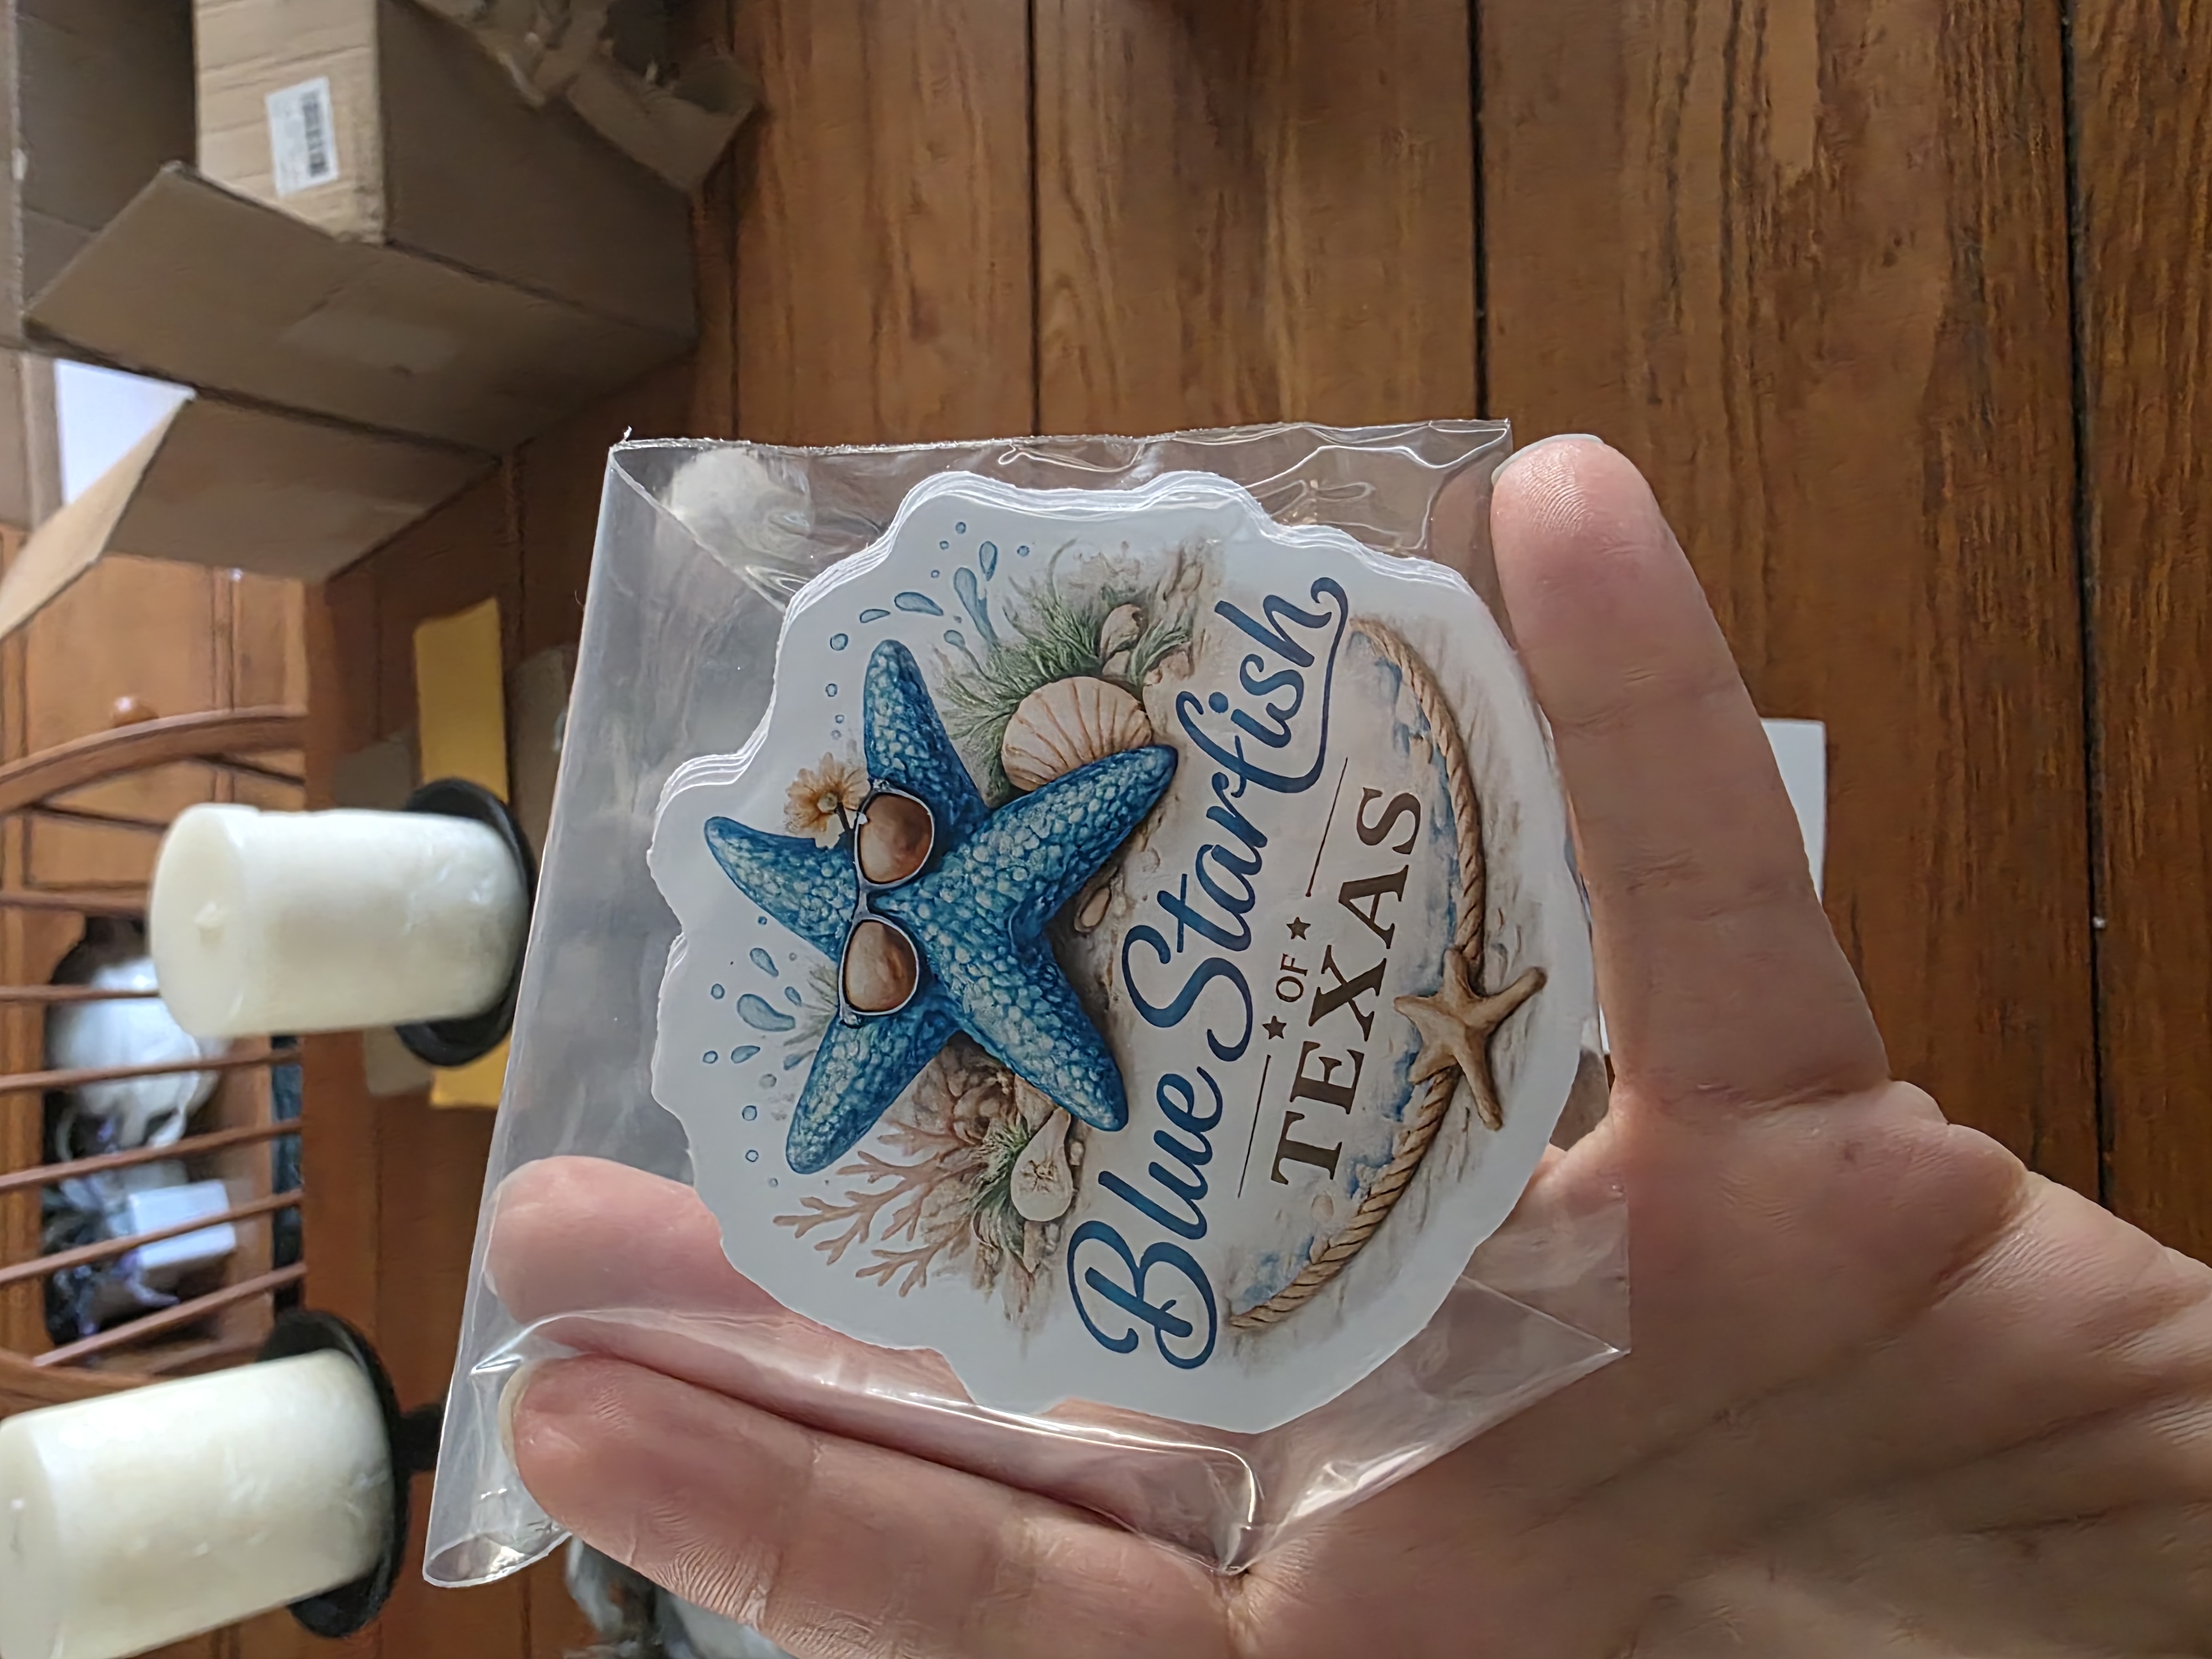 Blue Starfish
OF
TEXAS